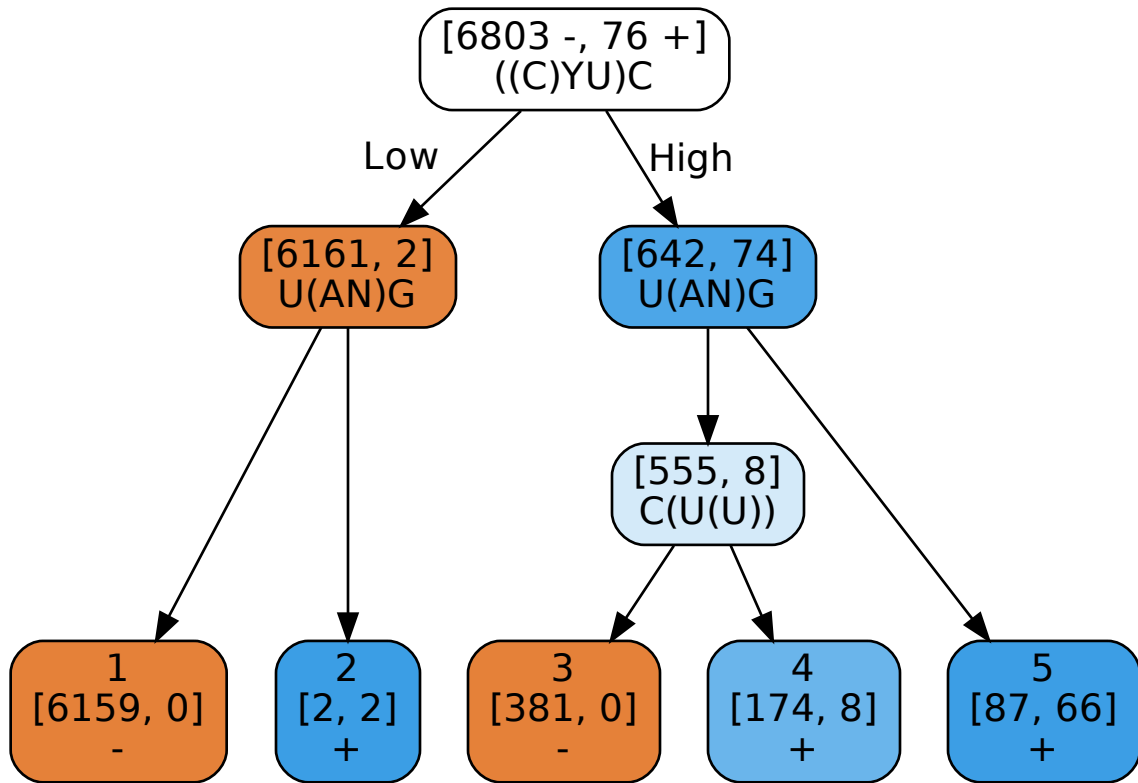 [6803 -, 76 +]
((C)YU)C
Low
High
[6161, 2]
U(AN)G
[642, 74]
U(AN)G
[555, 8]
C(U(U))
1
[6159, 0]
-
2
[2, 2]
+
3
[381, 0]
-
4
[174, 8]
+
5
[87, 66]
+